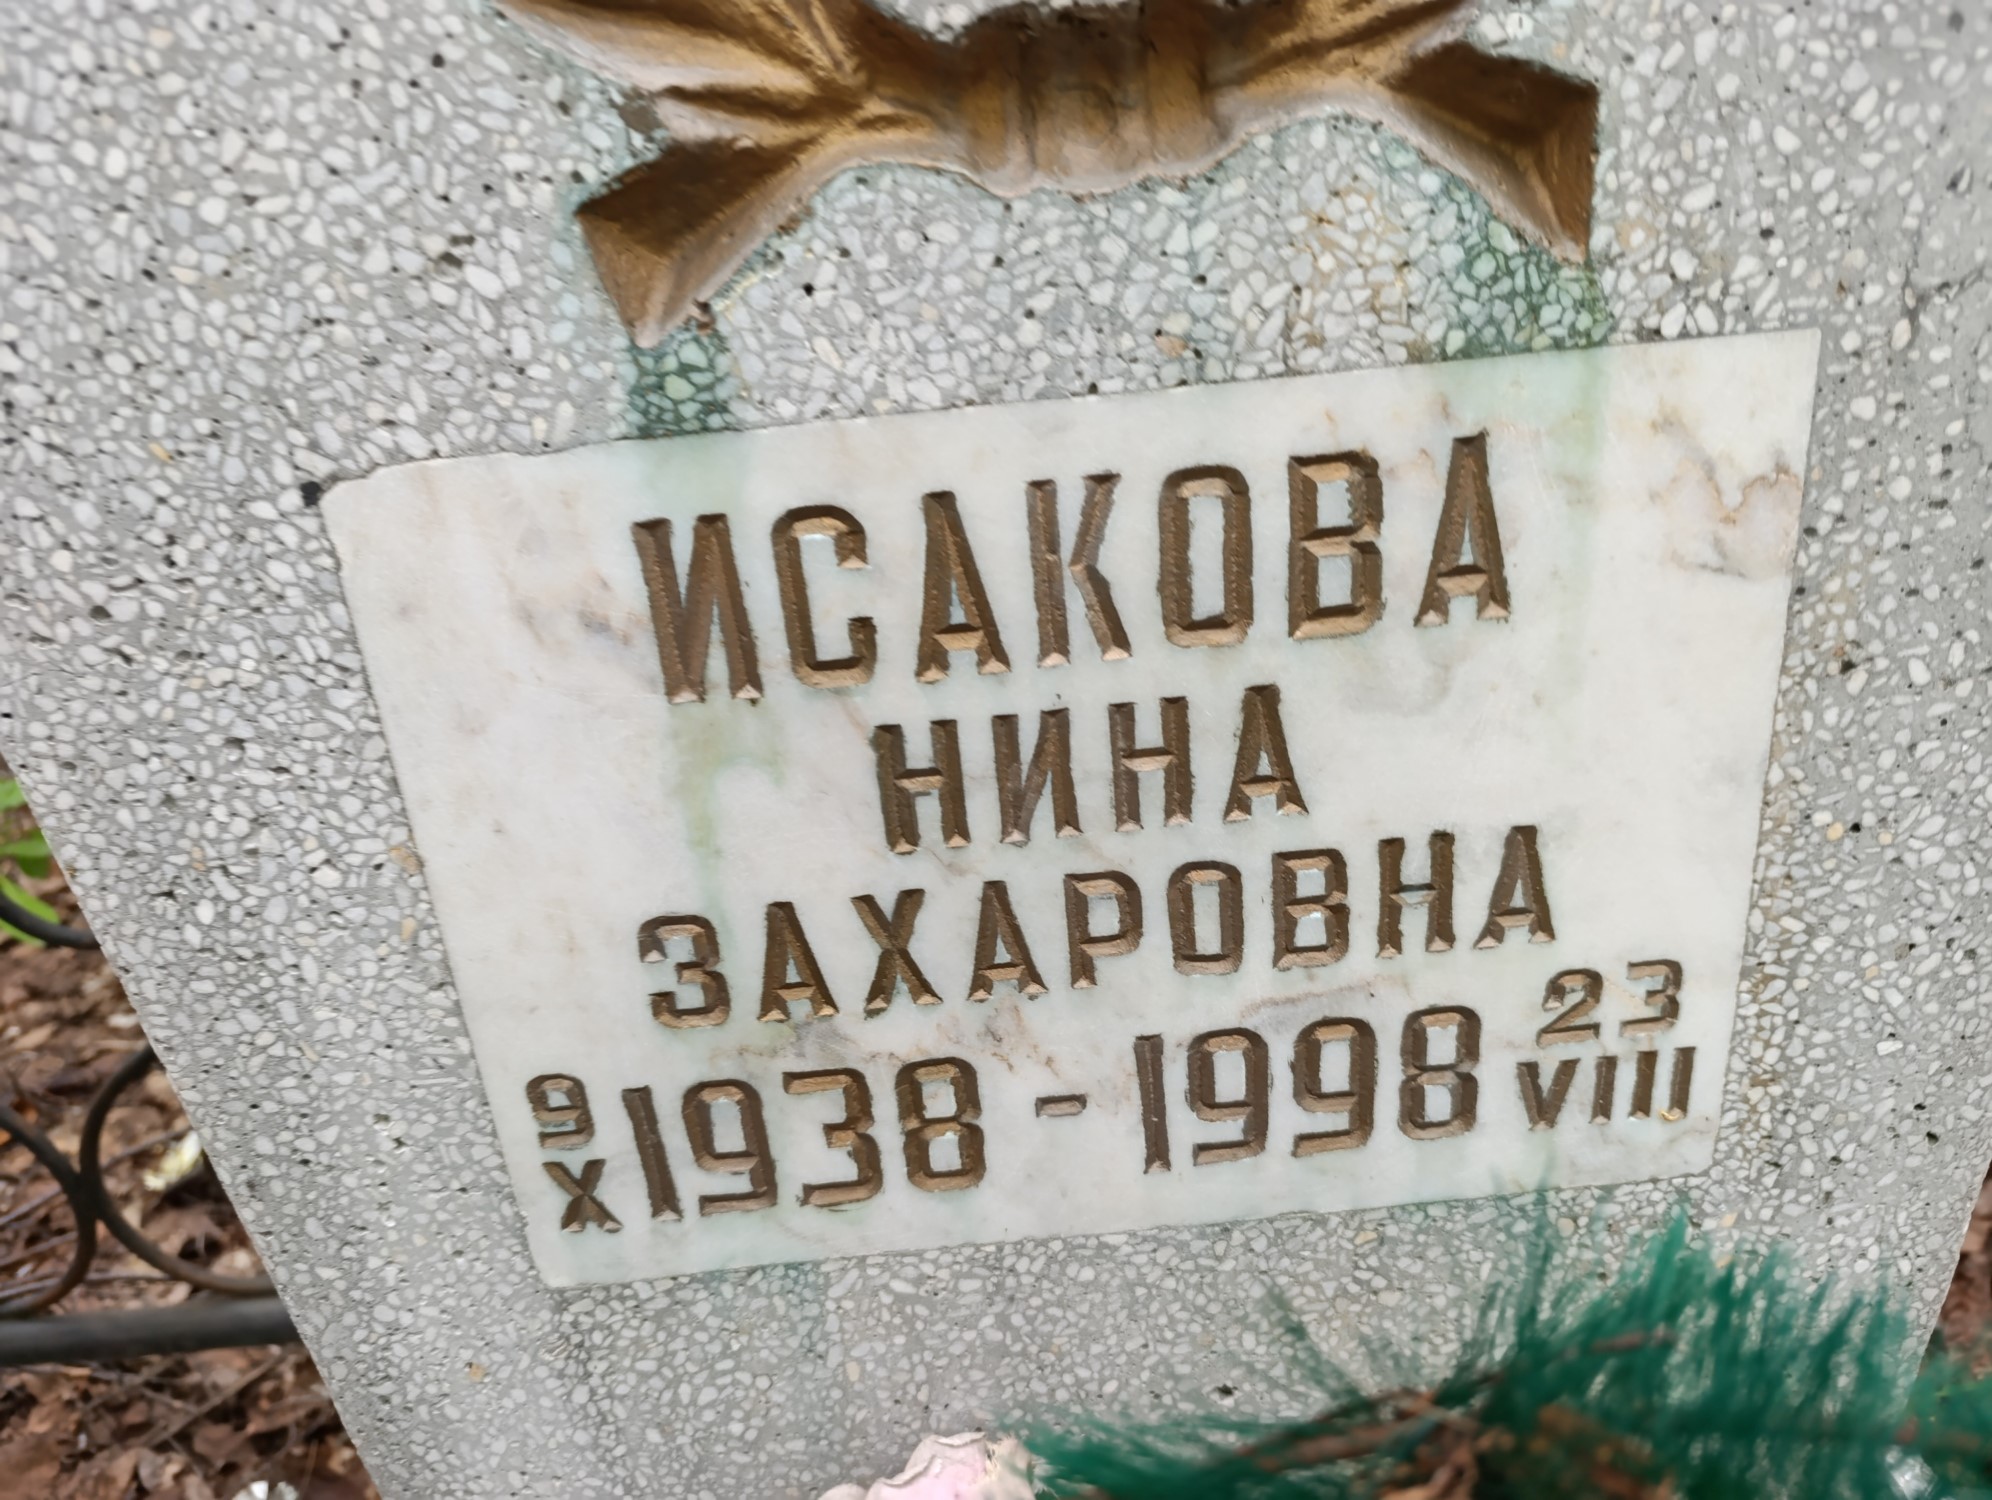 ИСАКОВА
НИНА
ЗАХАРОВНА
9/X 1938 - 1998 23/VIII